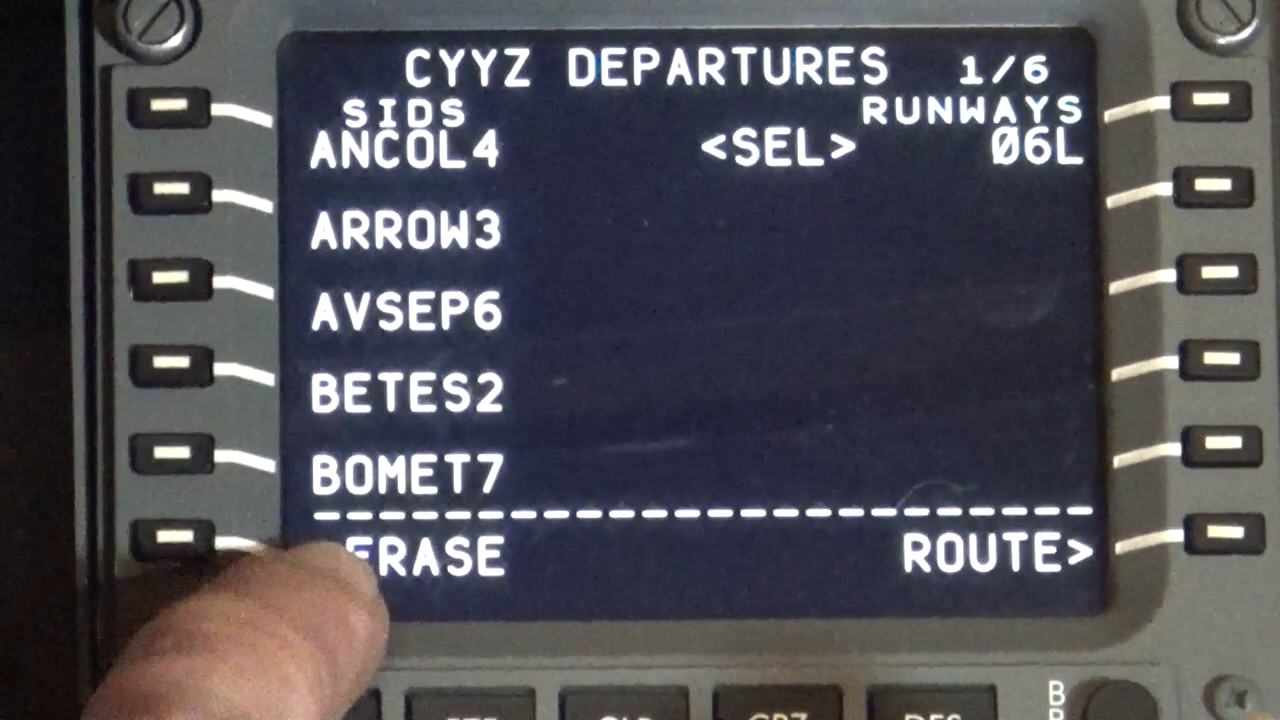 CYYZ DEPARTURES 1/6
SIDS RUNWAYS
ANCOL4 <SEL> 06L
ARROW3
AVSEP6
BETES2
BOMET7
ERASE ROUTE>